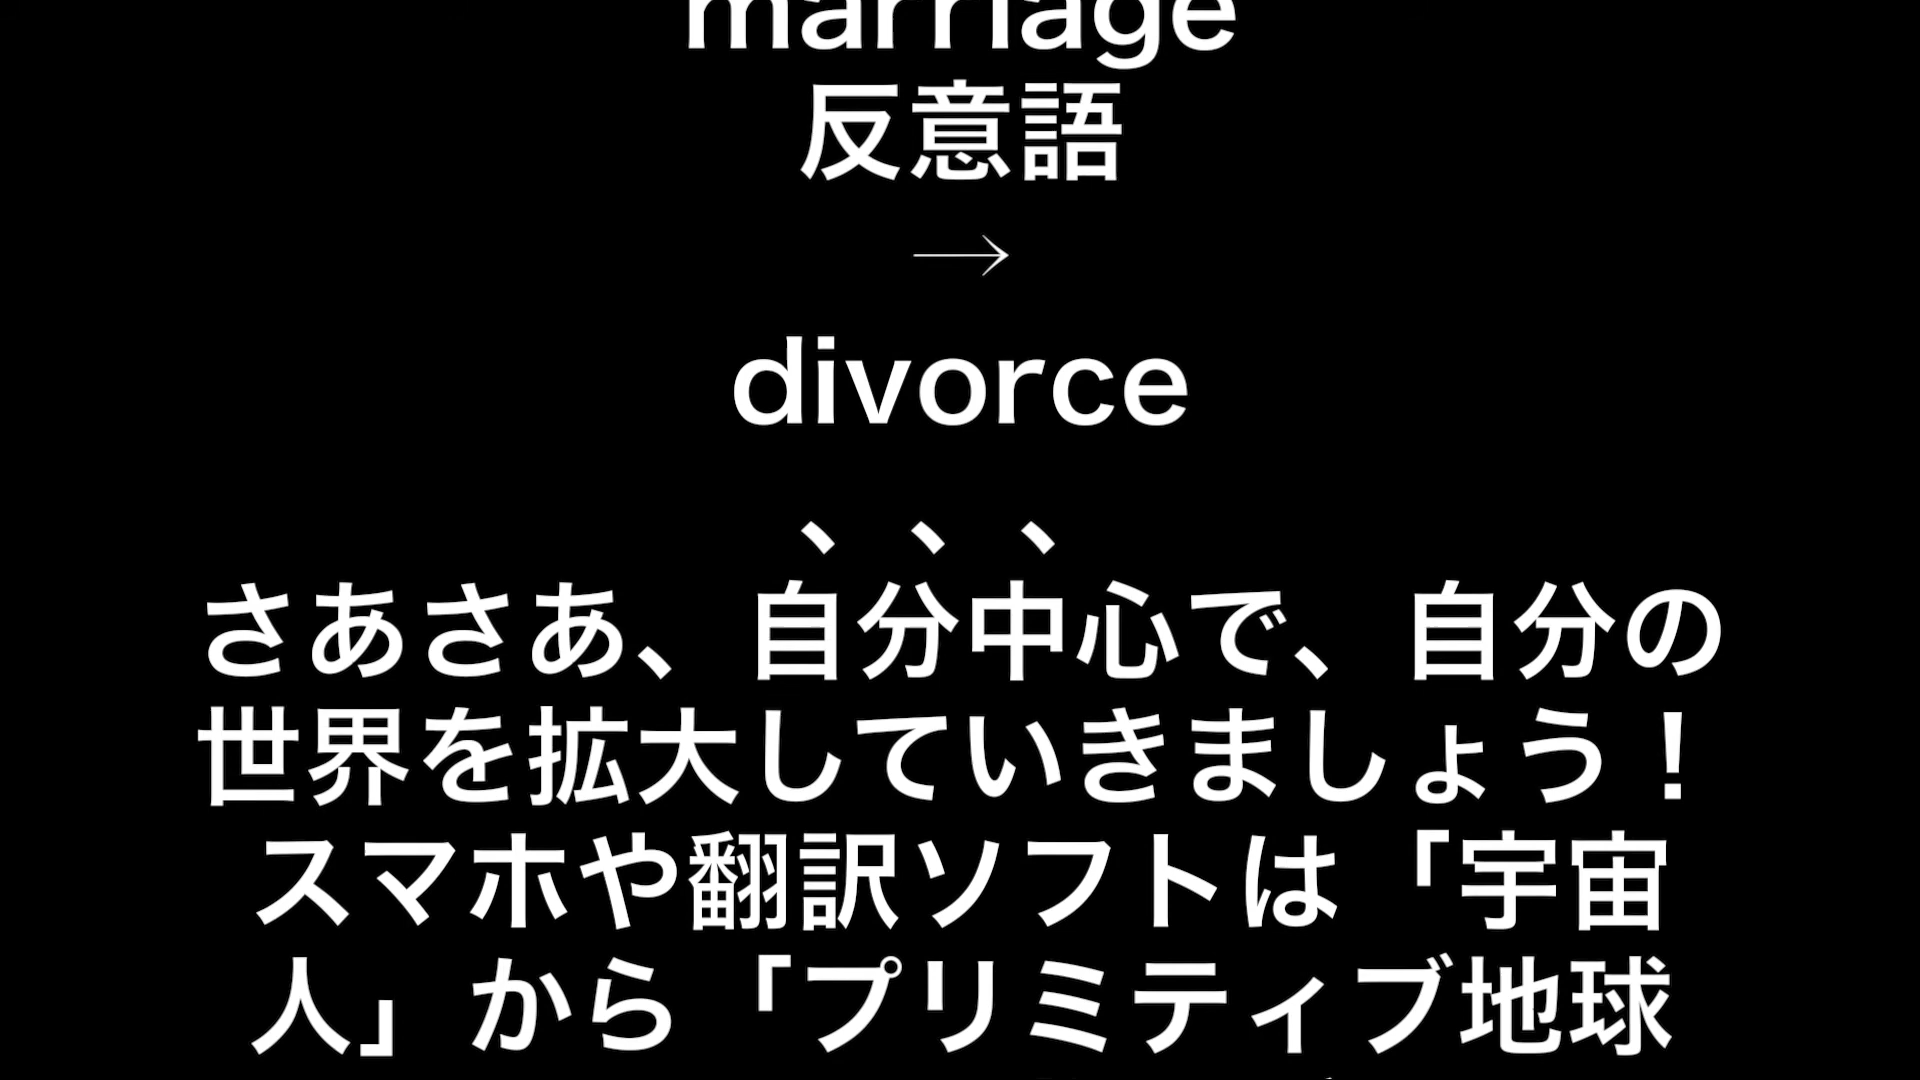 marriage
反意語
→
divorce
、、、
さあさあ、自分中心で、自分の
世界を拡大していきましょう！
スマホや翻訳ソフトは「宇宙
人」から「プリミティブ地球